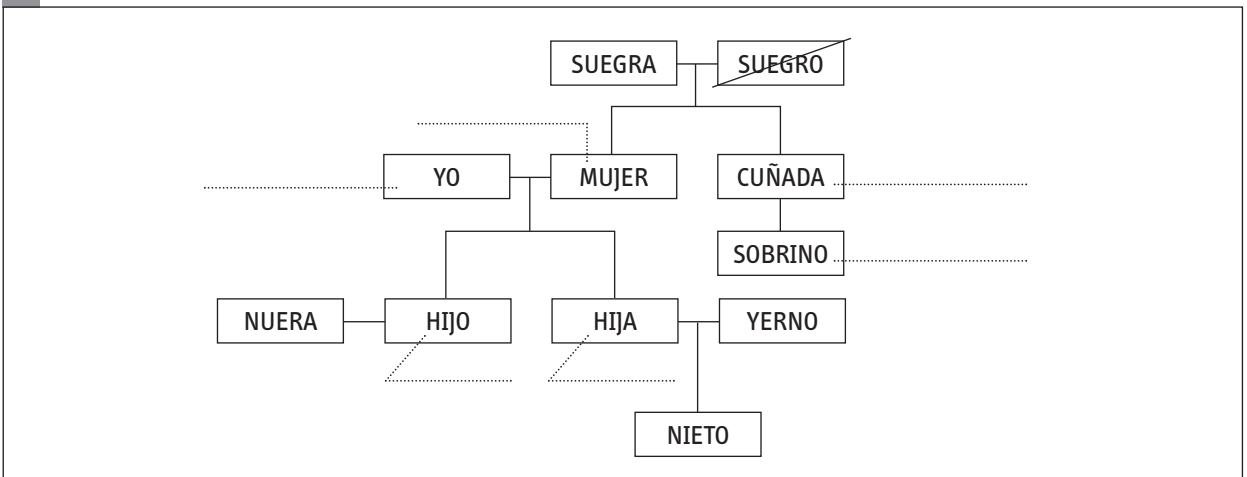 SUEGRA SUEGRO
YO MUJER CUÑADA
SOBRINO
NUERA HIJO HIJA YERNO
NIETO